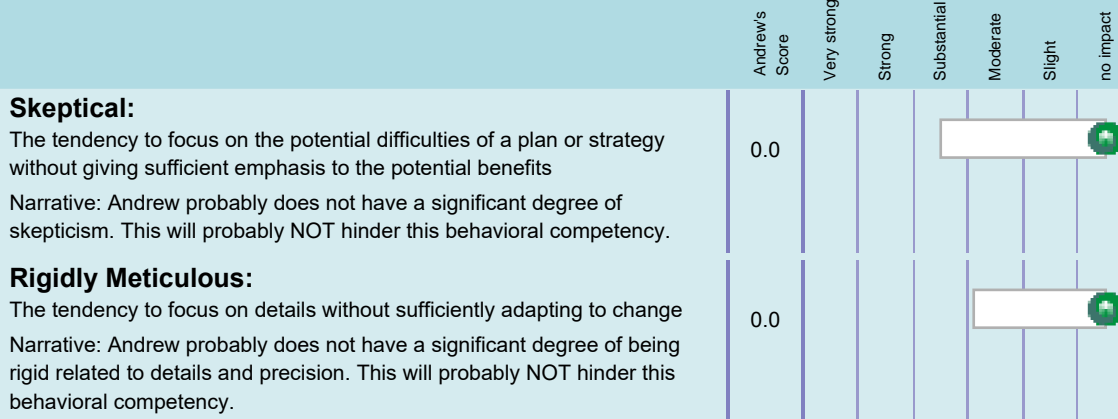 Andrew's
Score
Very strong
Strong
Substantial
Moderate
Slight
no impact
Skeptical:
The tendency to focus on the potential difficulties of a plan or strategy
without giving sufficient emphasis to the potential benefits
0.0
Narrative: Andrew probably does not have a significant degree of
skepticism. This will probably NOT hinder this behavioral competency.
Rigidly Meticulous:
The tendency to focus on details without sufficiently adapting to change
0.0
Narrative: Andrew probably does not have a significant degree of being
rigid related to details and precision. This will probably NOT hinder this
behavioral competency.